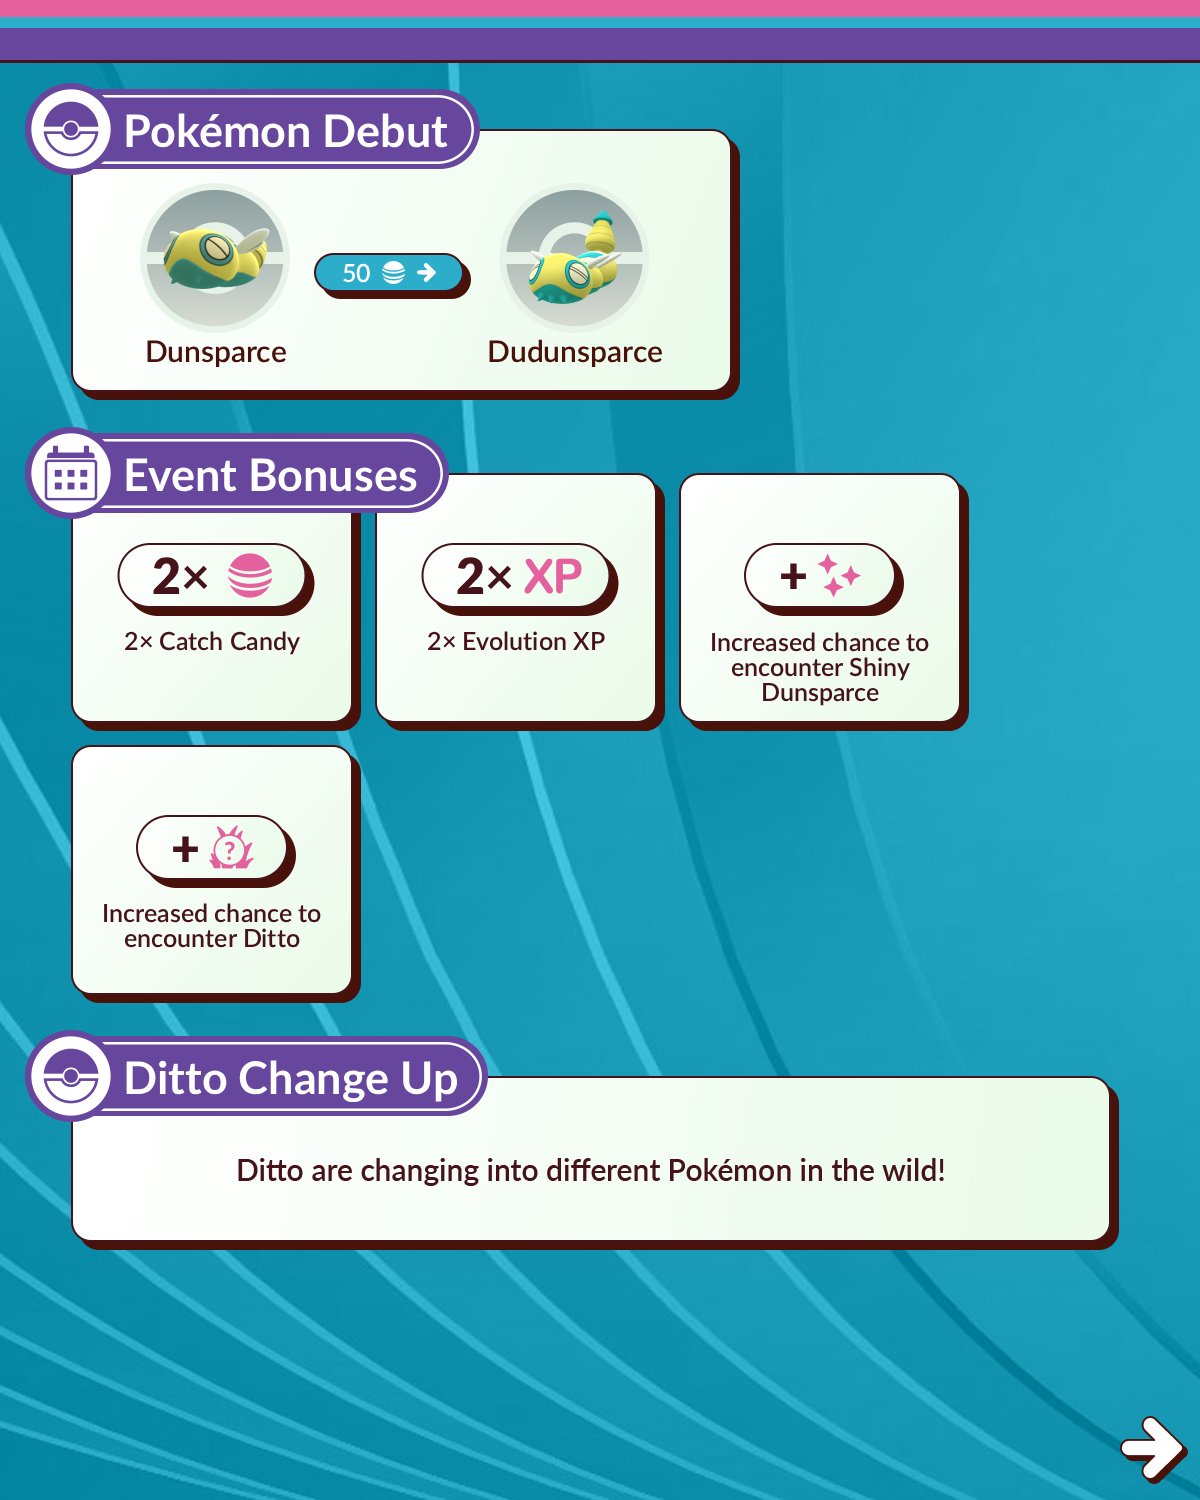 Pokémon Debut
50
Dunsparce
Dudunsparce
Event Bonuses
2×
2× Catch Candy
2× XP
2× Evolution XP
+
Increased chance to
encounter Shiny
Dunsparce
+ ?
Increased chance to
encounter Ditto
Ditto Change Up
Ditto are changing into different Pokémon in the wild!